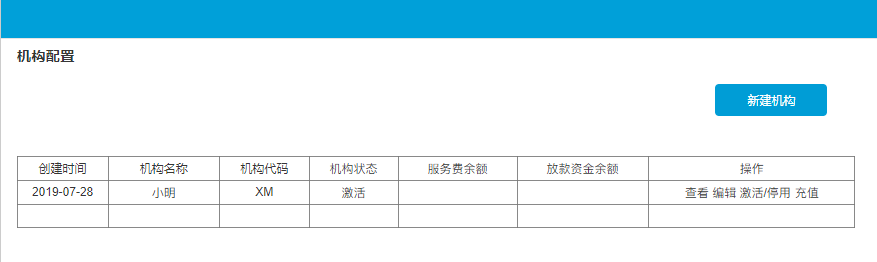 机构配置
新建机构
创建时间 机构名称 机构代码 机构状态 服务费余额 放款资金余额 操作
2019-07-28 小明 XM 激活 查看 编辑 激活/停用 充值